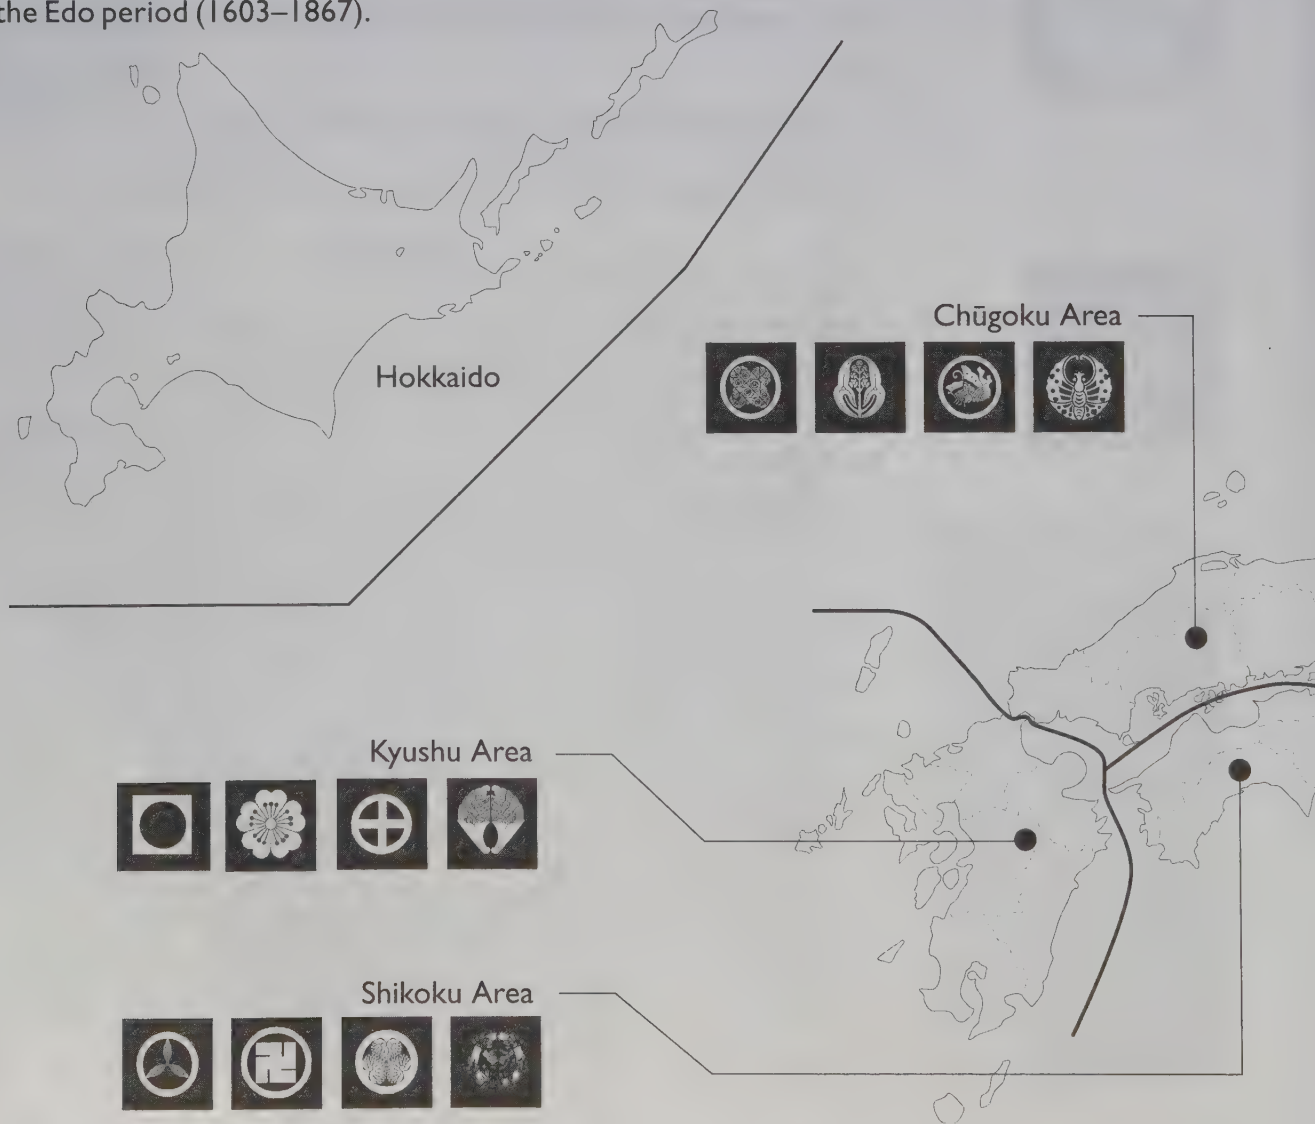 the Edo period (1603–1867).
Hokkaido
Chūgoku Area
Kyushu Area
Shikoku Area